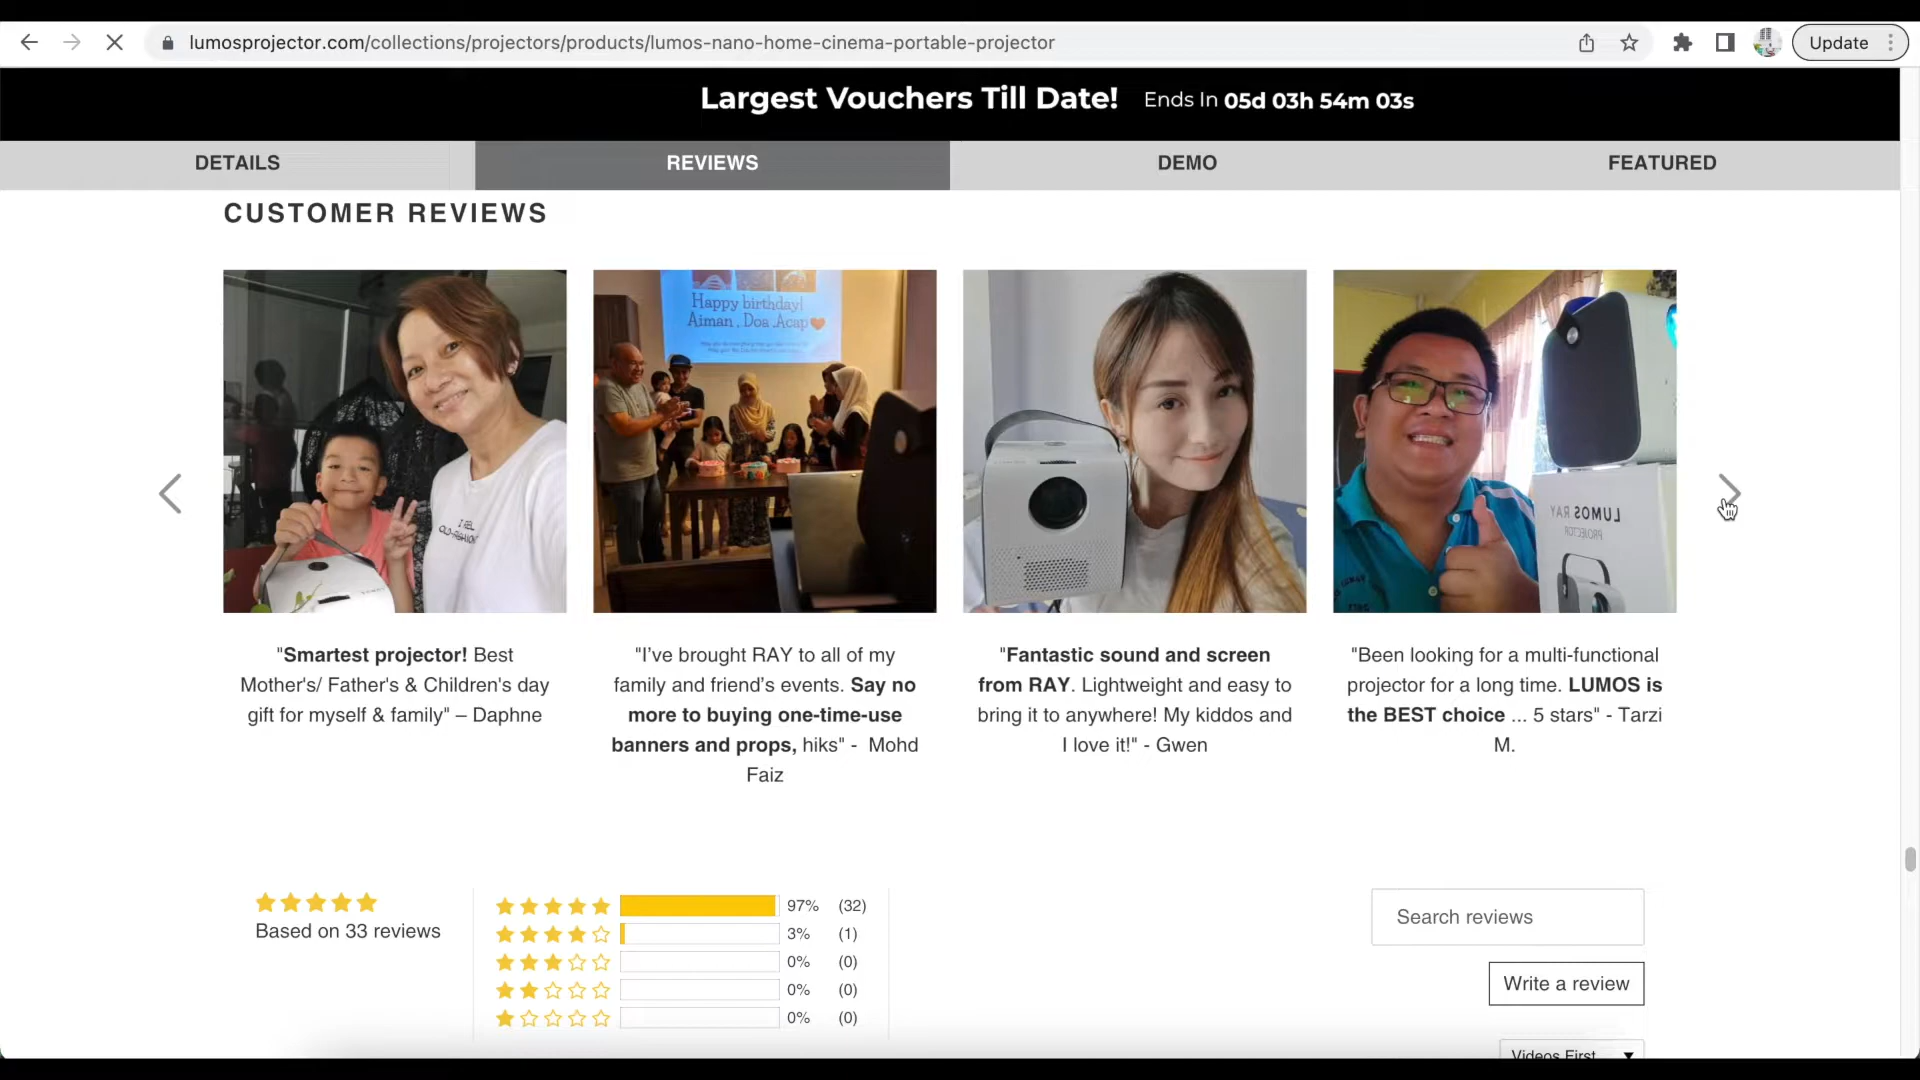 lumosprojector.com/collections/projectors/products/lumos-nano-home-cinema-portable-projector
Update
Largest Vouchers Till Date! Ends In 05d 03h 54m 03s
DETAILS
REVIEWS
DEMO
FEATURED
CUSTOMER REVIEWS
Happy birthday!
Aiman . Doa .Acap
LUMOS RAY
PROJECTOR
"Smartest projector! Best
Mother's/ Father's & Children's day
gift for myself & family" – Daphne
"I've brought RAY to all of my
family and friend's events. Say no
more to buying one-time-use
banners and props, hiks" - Mohd
Faiz
"Fantastic sound and screen
from RAY. Lightweight and easy to
bring it to anywhere! My kiddos and
I love it!" - Gwen
"Been looking for a multi-functional
projector for a long time. LUMOS is
the BEST choice ... 5 stars" - Tarzi
M.
Based on 33 reviews
97% (32)
3% (1)
0% (0)
0% (0)
0% (0)
Search reviews
Write a review
Videos First